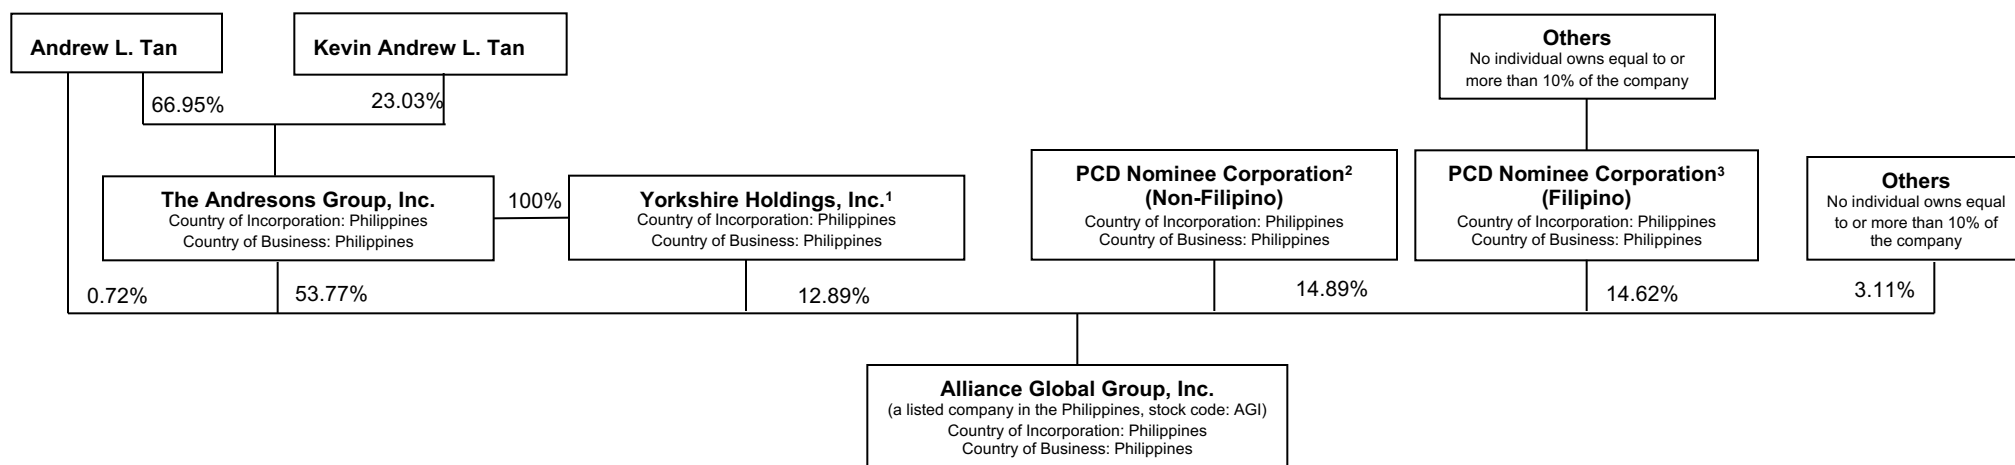 Andrew L. Tan
Kevin Andrew L. Tan
Others
No individual owns equal to or
more than 10% of the company
66.95%
23.03%
The Andresons Group, Inc.
Country of Incorporation: Philippines
Country of Business: Philippines
100%
Yorkshire Holdings, Inc.¹
Country of Incorporation: Philippines
Country of Business: Philippines
PCD Nominee Corporation²
(Non-Filipino)
Country of Incorporation: Philippines
Country of Business: Philippines
PCD Nominee Corporation³
(Filipino)
Country of Incorporation: Philippines
Country of Business: Philippines
Others
No individual owns equal
to or more than 10% of
the company
0.72%
53.77%
12.89%
14.89%
14.62%
3.11%
Alliance Global Group, Inc.
(a listed company in the Philippines, stock code: AGI)
Country of Incorporation: Philippines
Country of Business: Philippines